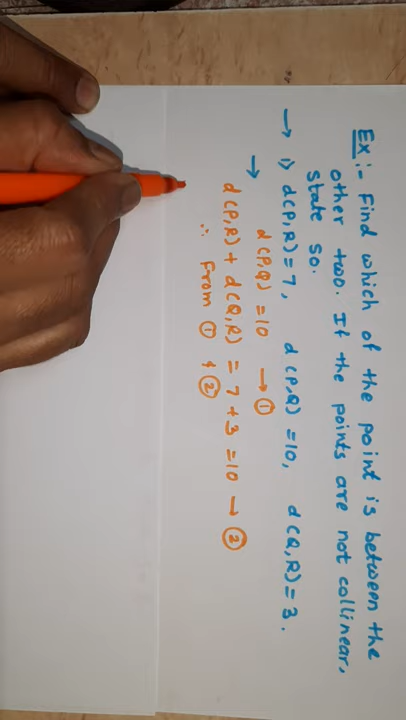 Ex:- Find which of the point is between the
other two. If the points are not collinear,
state so.
→ 1) d(P,R)=7, d(P,Q)=10, d(Q,R)=3.
→ d(P,Q)=10 → ①
d(P,R)+d(Q,R) = 7+3 =10 → ②
∴ From ① & ②